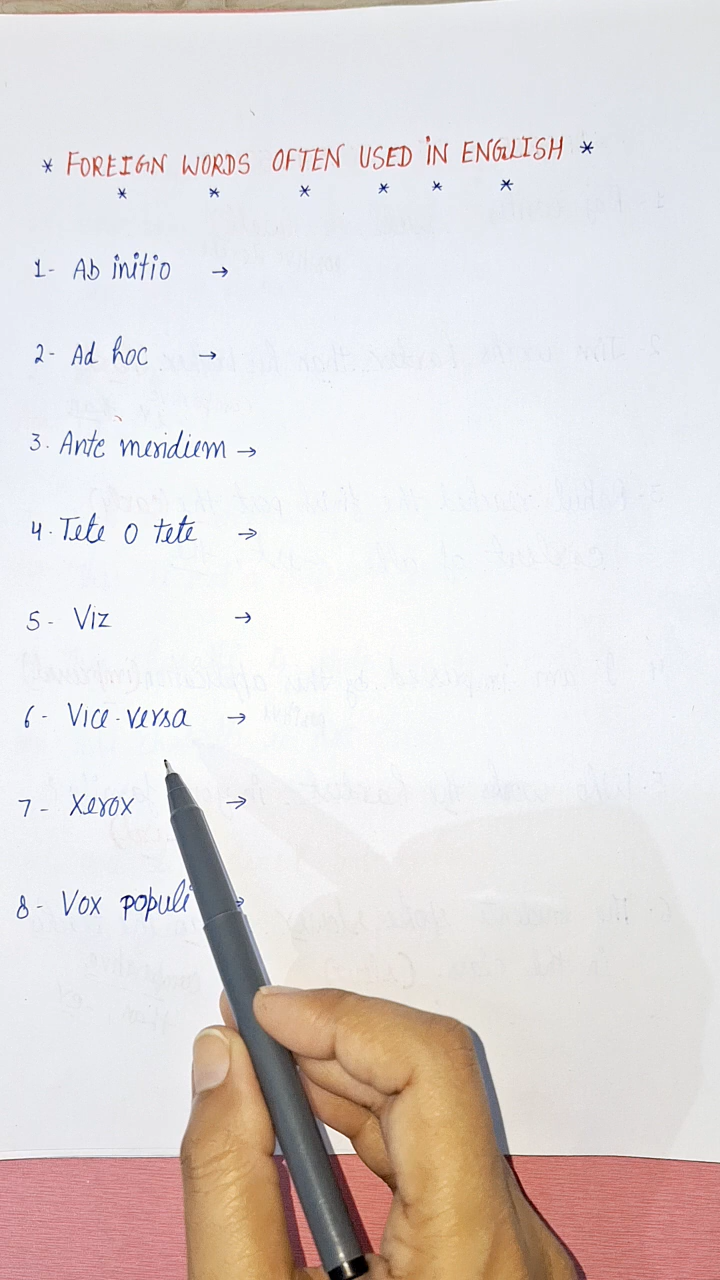 * FOREIGN WORDS OFTEN USED IN ENGLISH *
* * * * * *
1- Ab initio →
2- Ad hoc →
3. Ante meridiem →
4. Tete O tete →
5- Viz →
6- Vice-versa →
7- Xerox →
8- Vox populi →